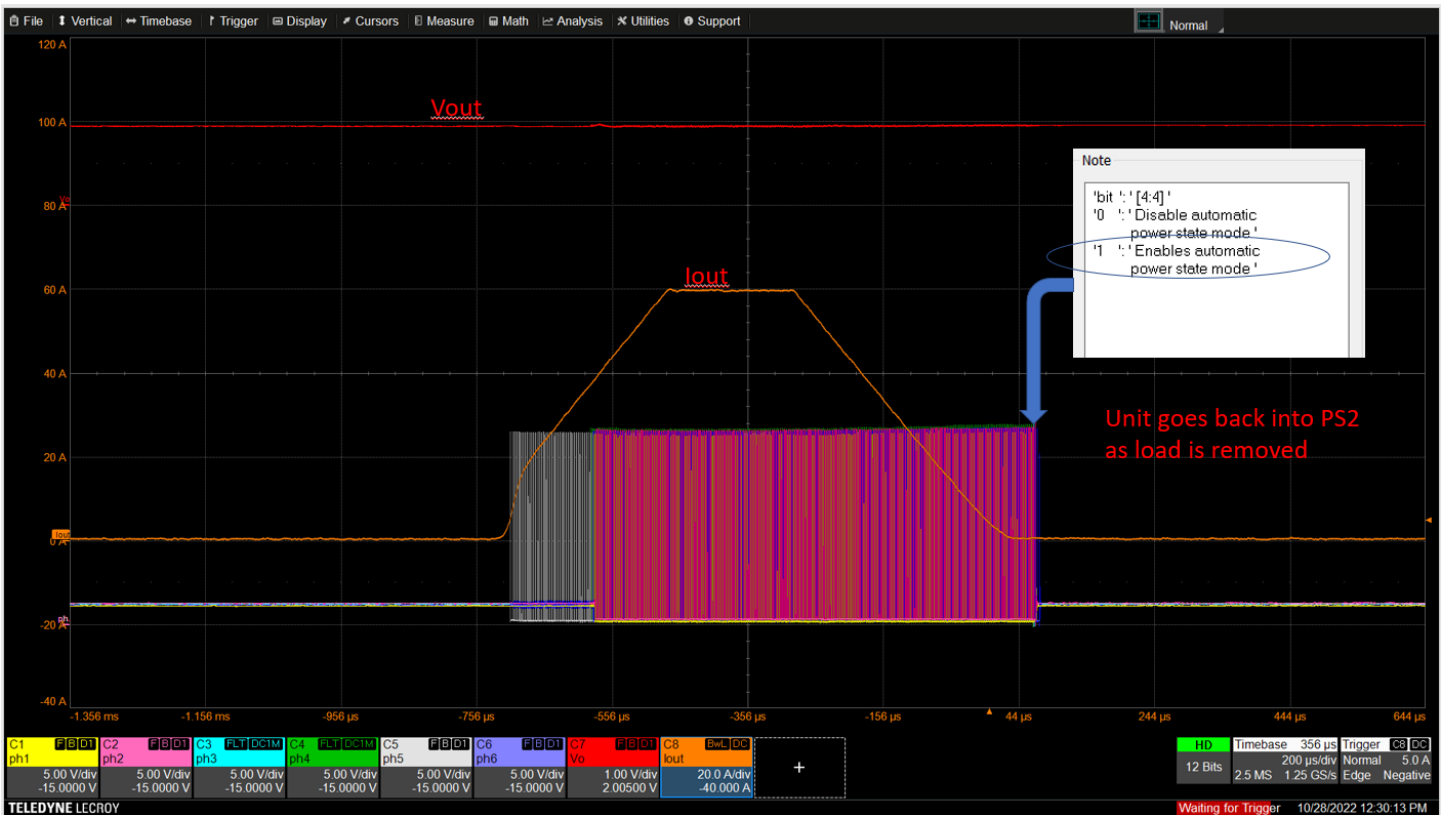 File Vertical Timebase Trigger Display Cursors Measure Math Analysis Utilities Support
Normal
120 A
100 A
80 A
60 A
40 A
20 A
0 A
-20 A
-40 A
Vout
Iout
Vo
Iout
Note
'bit ': ' [4:4] '
'0 ': ' Disable automatic
power state mode '
'1 ': ' Enables automatic
power state mode '
Unit goes back into PS2
as load is removed
-1.356 ms -1.156 ms -956 µs -756 µs -556 µs -356 µs -156 µs 44 µs 244 µs 444 µs 644 µs
C1 F B D1 C2 F B D1 C3 FLT DC1M C4 FLT DC1M C5 F B D1 C6 F B D1 C7 F B D1 C8 BwL DC
ph1 ph2 ph3 ph4 ph5 ph6 Vo Iout
5.00 V/div 5.00 V/div 5.00 V/div 5.00 V/div 5.00 V/div 5.00 V/div 1.00 V/div 20.0 A/div
-15.0000 V -15.0000 V -15.0000 V -15.0000 V -15.0000 V -15.0000 V 2.00500 V -40.000 A
+
HD Timebase 356 µs Trigger C8 DC
12 Bits 200 µs/div Normal 5.0 A
2.5 MS 1.25 GS/s Edge Negative
TELEDYNE LECROY
Waiting for Trigger 10/28/2022 12:30:13 PM